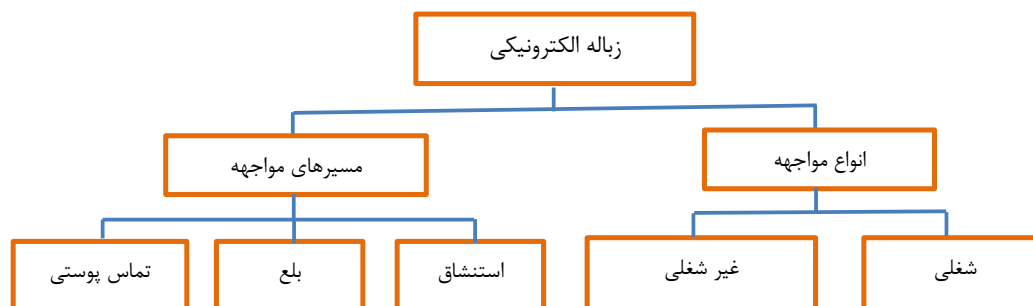 زباله الکترونیکی
انواع مواجهه
مسیرهای مواجهه
شغلی
غیر شغلی
استنشاق
بلع
تماس پوستی